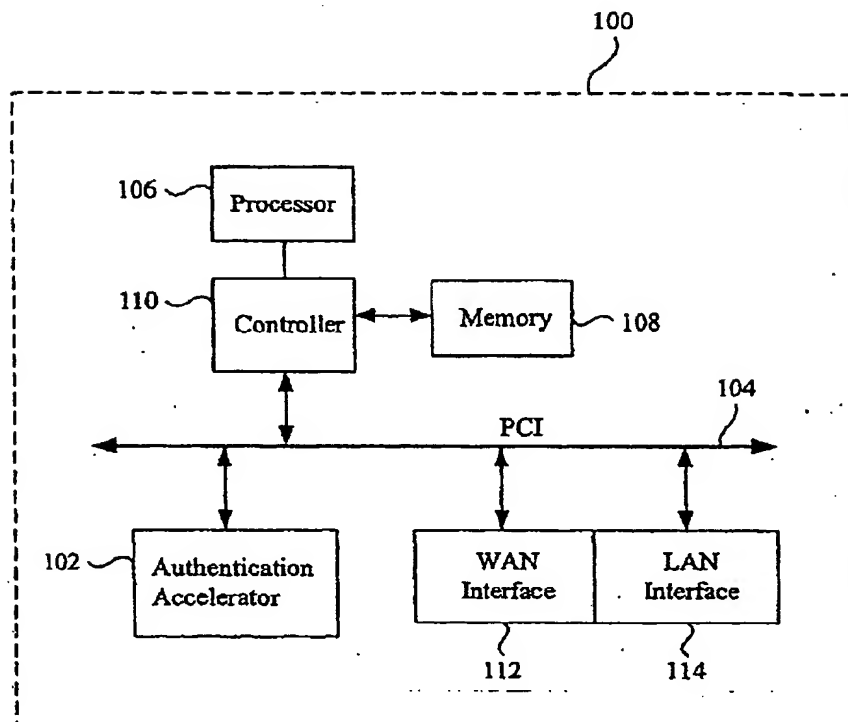 100
106
Processor
110
Controller
Memory
108
104
PCI
102
Authentication
Accelerator
WAN
Interface
LAN
Interface
112
114